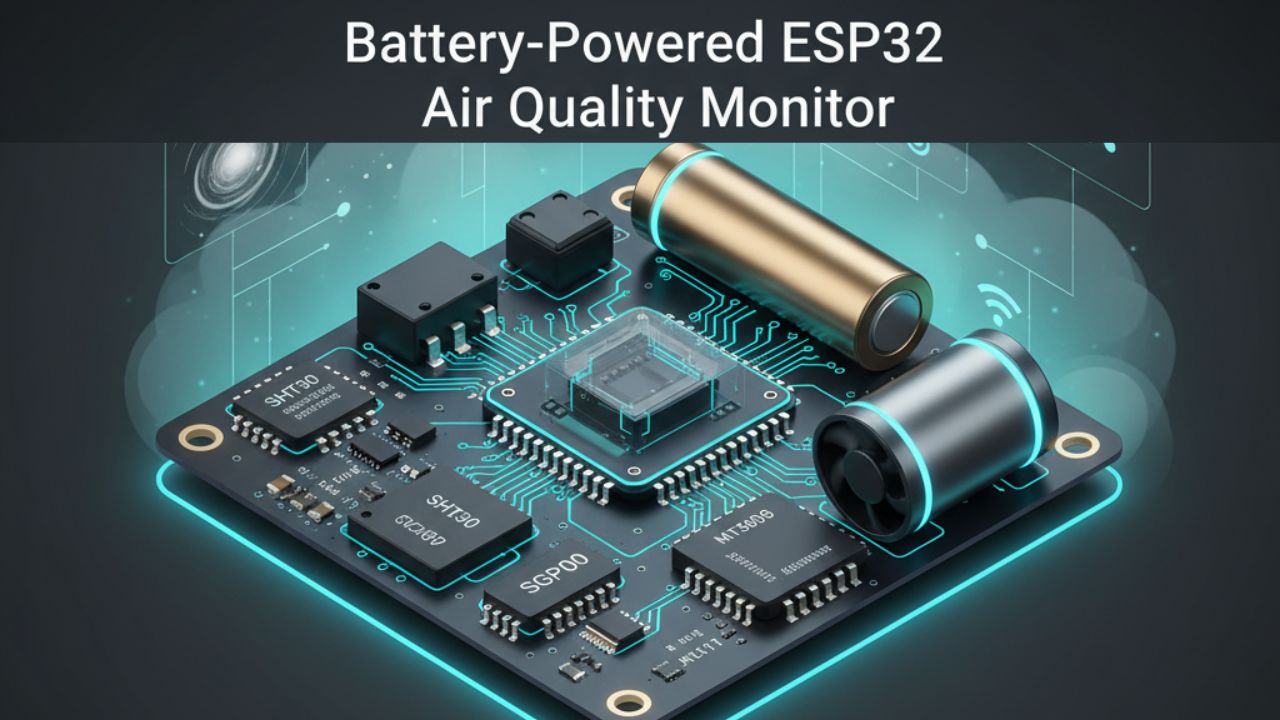 Battery-Powered ESP32
Air Quality Monitor
SHT30
SHT30
SGP00
MT3608